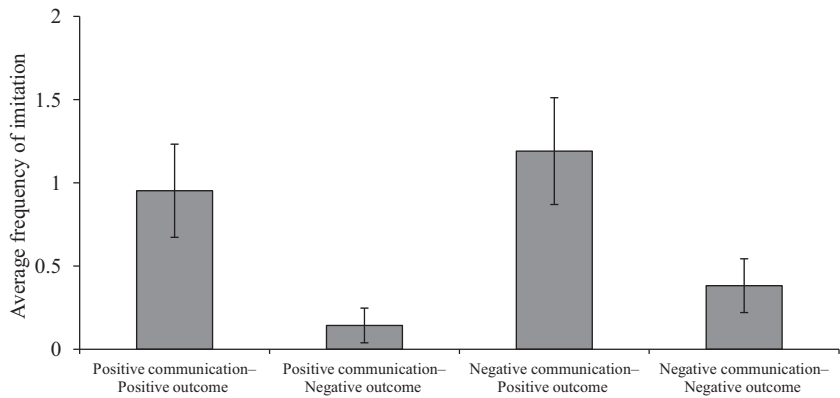 2
1.5
1
0.5
0
Average frequency of imitation
Positive communication–
Positive outcome
Positive communication–
Negative outcome
Negative communication–
Positive outcome
Negative communication–
Negative outcome